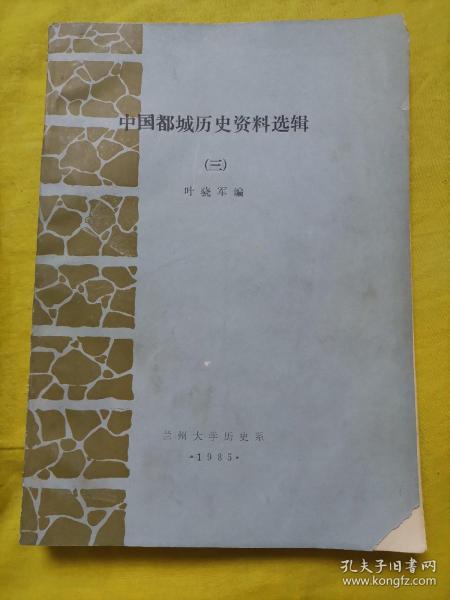 中国都城历史资料选辑
(三)
叶骁军编
兰州大学历史系
·1985·
孔夫子旧书网
www.kongfz.com